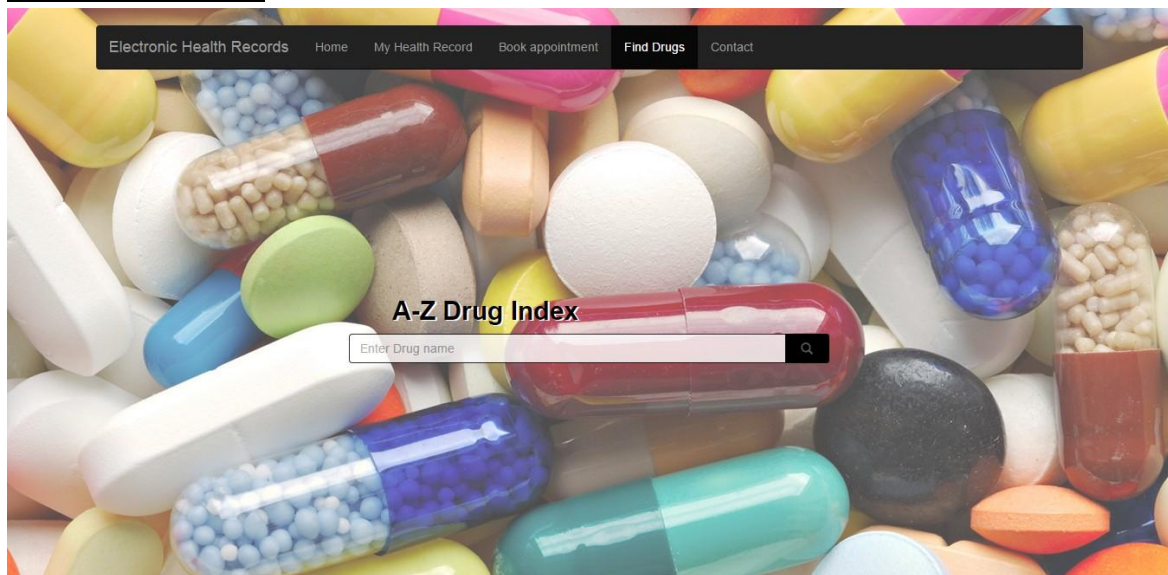 Electronic Health Records Home My Health Record Book appointment Find Drugs Contact
A-Z Drug Index
Enter Drug name